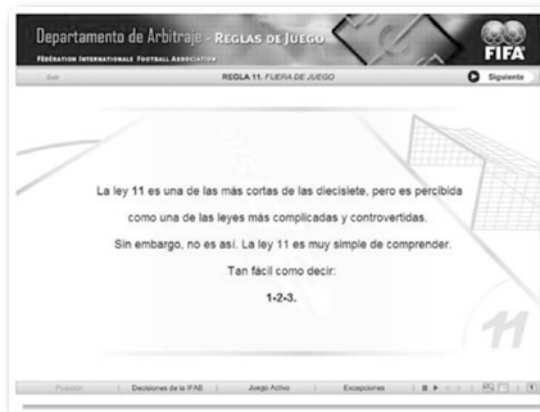 Departamento de Arbitraje - REGLAS DE JUEGO
FÉDÉRATION INTERNATIONALE FOOTBALL ASSOCIATION
FIFA
Salir
REGLA 11. FUERA DE JUEGO
Siguiente
La ley 11 es una de las más cortas de las diecisiete, pero es percibida
como una de las leyes más complicadas y controvertidas.
Sin embargo, no es así. La ley 11 es muy simple de comprender.
Tan fácil como decir:
1-2-3.
11
Posición | Decisiones de la IFAB | Juego Activo | Excepciones